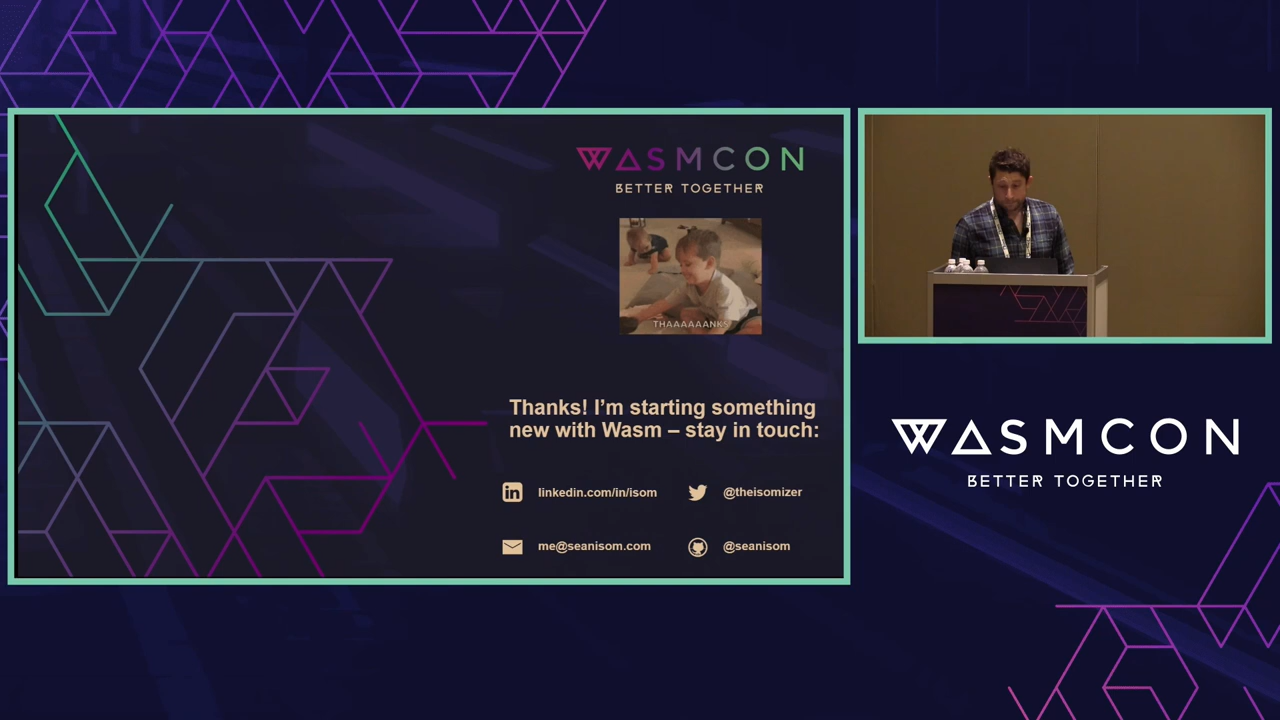 WASMCON
BETTER TOGETHER
THAAAAAANKS
Thanks! I'm starting something
new with Wasm – stay in touch:
linkedin.com/in/isom
@theisomizer
me@seanisom.com
@seanisom
WASMCON
BETTER TOGETHER